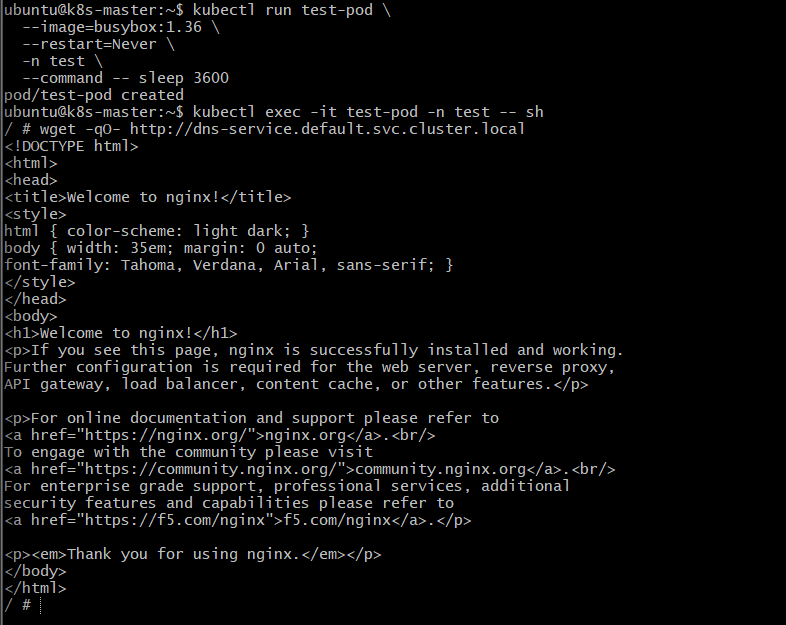 ubuntu@k8s-master:~$ kubectl run test-pod \
  --image=busybox:1.36 \
  --restart=Never \
  -n test \
  --command -- sleep 3600
pod/test-pod created
ubuntu@k8s-master:~$ kubectl exec -it test-pod -n test -- sh
/ # wget -qO- http://dns-service.default.svc.cluster.local
<!DOCTYPE html>
<html>
<head>
<title>Welcome to nginx!</title>
<style>
html { color-scheme: light dark; }
body { width: 35em; margin: 0 auto;
font-family: Tahoma, Verdana, Arial, sans-serif; }
</style>
</head>
<body>
<h1>Welcome to nginx!</h1>
<p>If you see this page, nginx is successfully installed and working.
Further configuration is required for the web server, reverse proxy,
API gateway, load balancer, content cache, or other features.</p>

<p>For online documentation and support please refer to
<a href="https://nginx.org/">nginx.org</a>.<br/>
To engage with the community please visit
<a href="https://community.nginx.org/">community.nginx.org</a>.<br/>
For enterprise grade support, professional services, additional
security features and capabilities please refer to
<a href="https://f5.com/nginx">f5.com/nginx</a>.</p>

<p><em>Thank you for using nginx.</em></p>
</body>
</html>
/ #